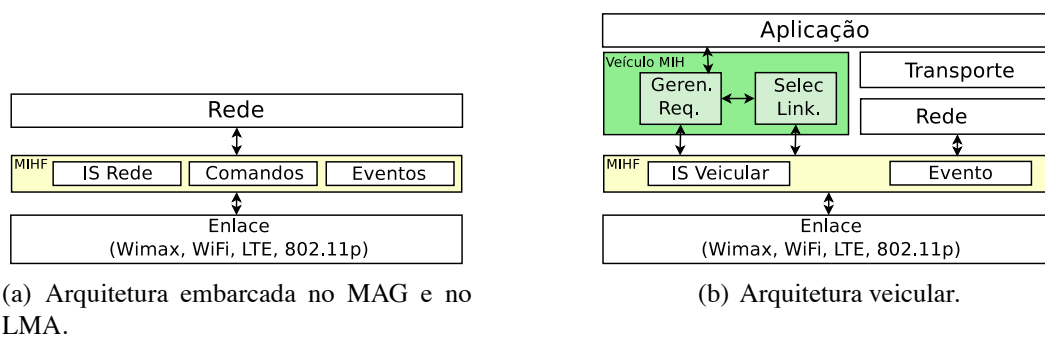 Rede
MIHF
IS Rede
Comandos
Eventos
Enlace
(Wimax, WiFi, LTE, 802.11p)
(a) Arquitetura embarcada no MAG e no
LMA.
Aplicação
Veículo MIH
Geren.
Req.
Selec
Link.
Transporte
Rede
MIHF
IS Veicular
Evento
Enlace
(Wimax, WiFi, LTE, 802.11p)
(b) Arquitetura veicular.